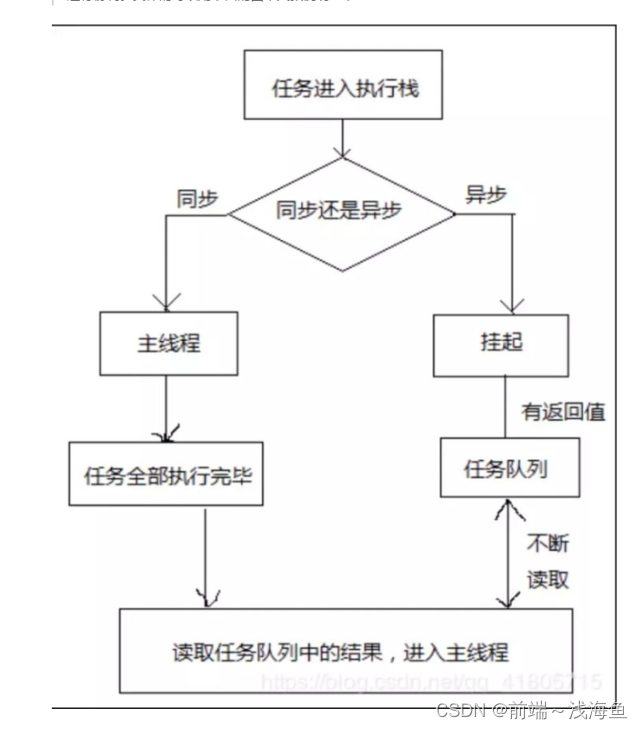 任务进入执行栈
同步
同步还是异步
异步
主线程
挂起
有返回值
任务全部执行完毕
任务队列
不断
读取
读取任务队列中的结果，进入主线程
https://blog.csdn.net/qq_41805715
CSDN @前端～浅海鱼